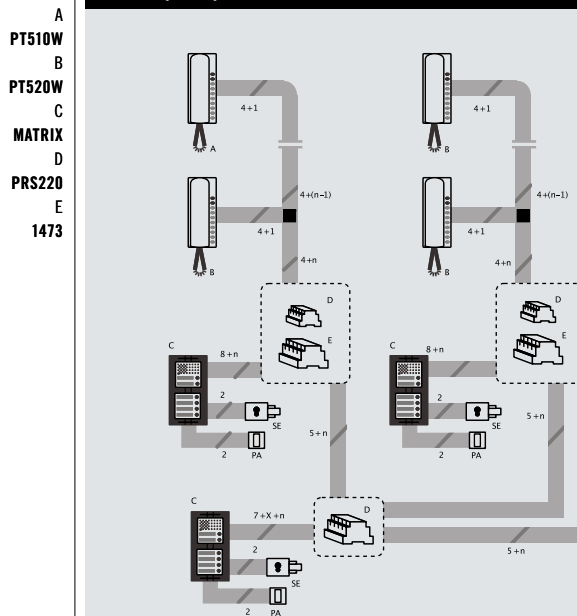 A
PT510W
B
PT520W
C
MATRIX
D
PRS220
E
1473
4+1
4+1
A
B
4+(n-1)
4+(n-1)
4+1
4+1
4+n
4+n
B
B
D
D
E
E
C
8+n
C
8+n
2
SE
2
SE
5+n
5+n
2
PA
2
PA
C
7+X+n
D
2
SE
5+n
2
PA